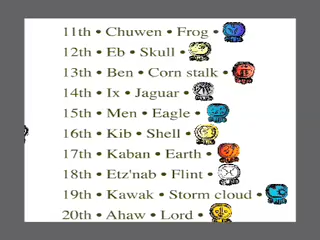 11th • Chuwen • Frog •
12th • Eb • Skull •
13th • Ben • Corn stalk •
14th • Ix • Jaguar •
15th • Men • Eagle •
16th • Kib • Shell •
17th • Kaban • Earth •
18th • Etz'nab • Flint •
19th • Kawak • Storm cloud •
20th • Ahaw • Lord •